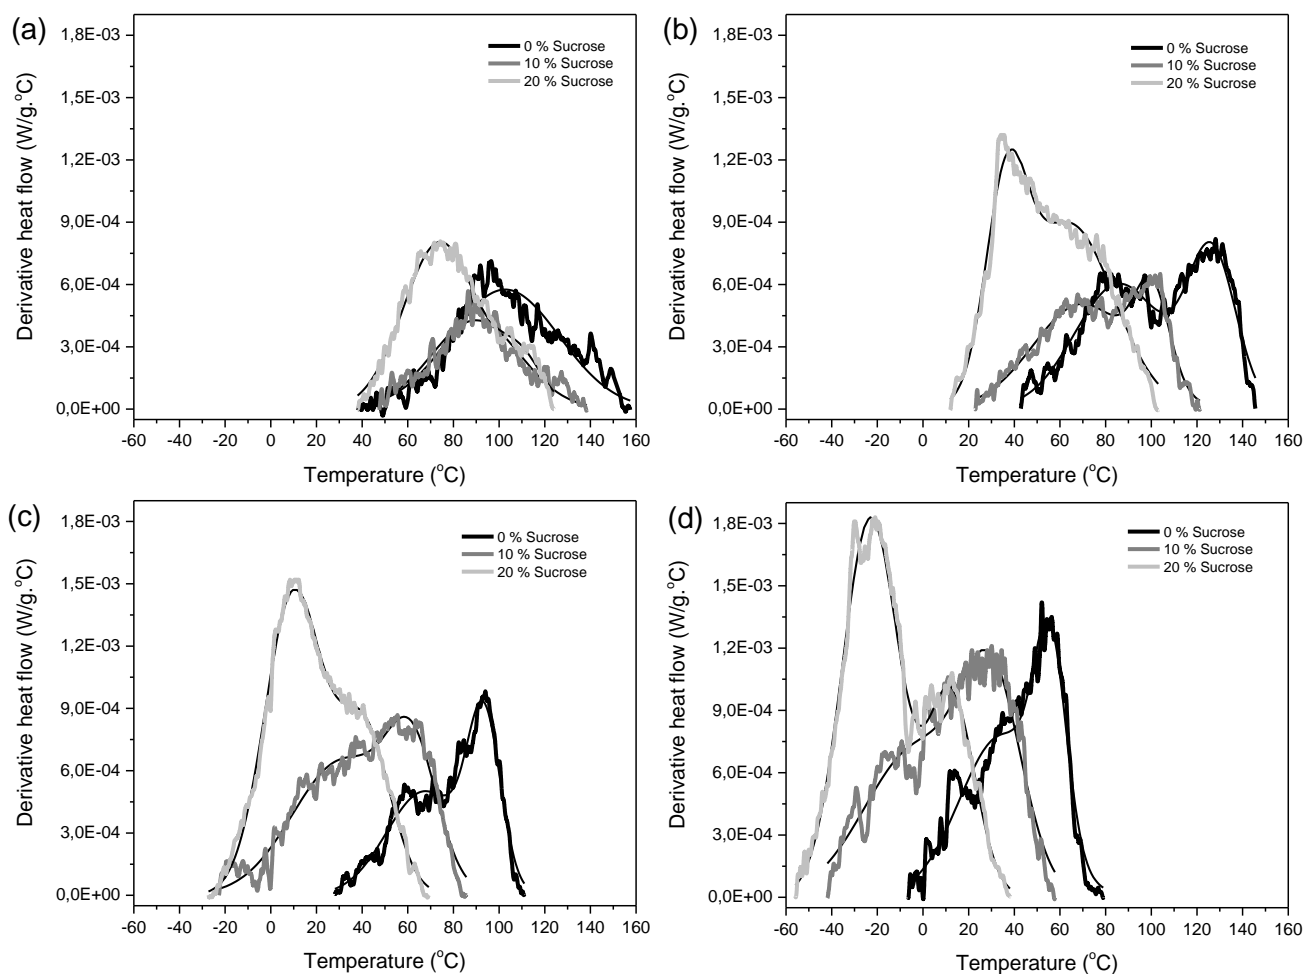 (a)
Derivative heat flow (W/g.°C)
1,8E-03
1,5E-03
1,2E-03
9,0E-04
6,0E-04
3,0E-04
0,0E+00
0 % Sucrose
10 % Sucrose
20 % Sucrose
-60 -40 -20 0 20 40 60 80 100 120 140 160
Temperature (°C)
(b)
Derivative heat flow (W/g.°C)
1,8E-03
1,5E-03
1,2E-03
9,0E-04
6,0E-04
3,0E-04
0,0E+00
0 % Sucrose
10 % Sucrose
20 % Sucrose
-60 -40 -20 0 20 40 60 80 100 120 140 160
Temperature (°C)
(c)
Derivative heat flow (W/g.°C)
1,8E-03
1,5E-03
1,2E-03
9,0E-04
6,0E-04
3,0E-04
0,0E+00
0 % Sucrose
10 % Sucrose
20 % Sucrose
-60 -40 -20 0 20 40 60 80 100 120 140 160
Temperature (°C)
(d)
Derivative heat flow (W/g.°C)
1,8E-03
1,5E-03
1,2E-03
9,0E-04
6,0E-04
3,0E-04
0,0E+00
0 % Sucrose
10 % Sucrose
20 % Sucrose
-60 -40 -20 0 20 40 60 80 100 120 140 160
Temperature (°C)